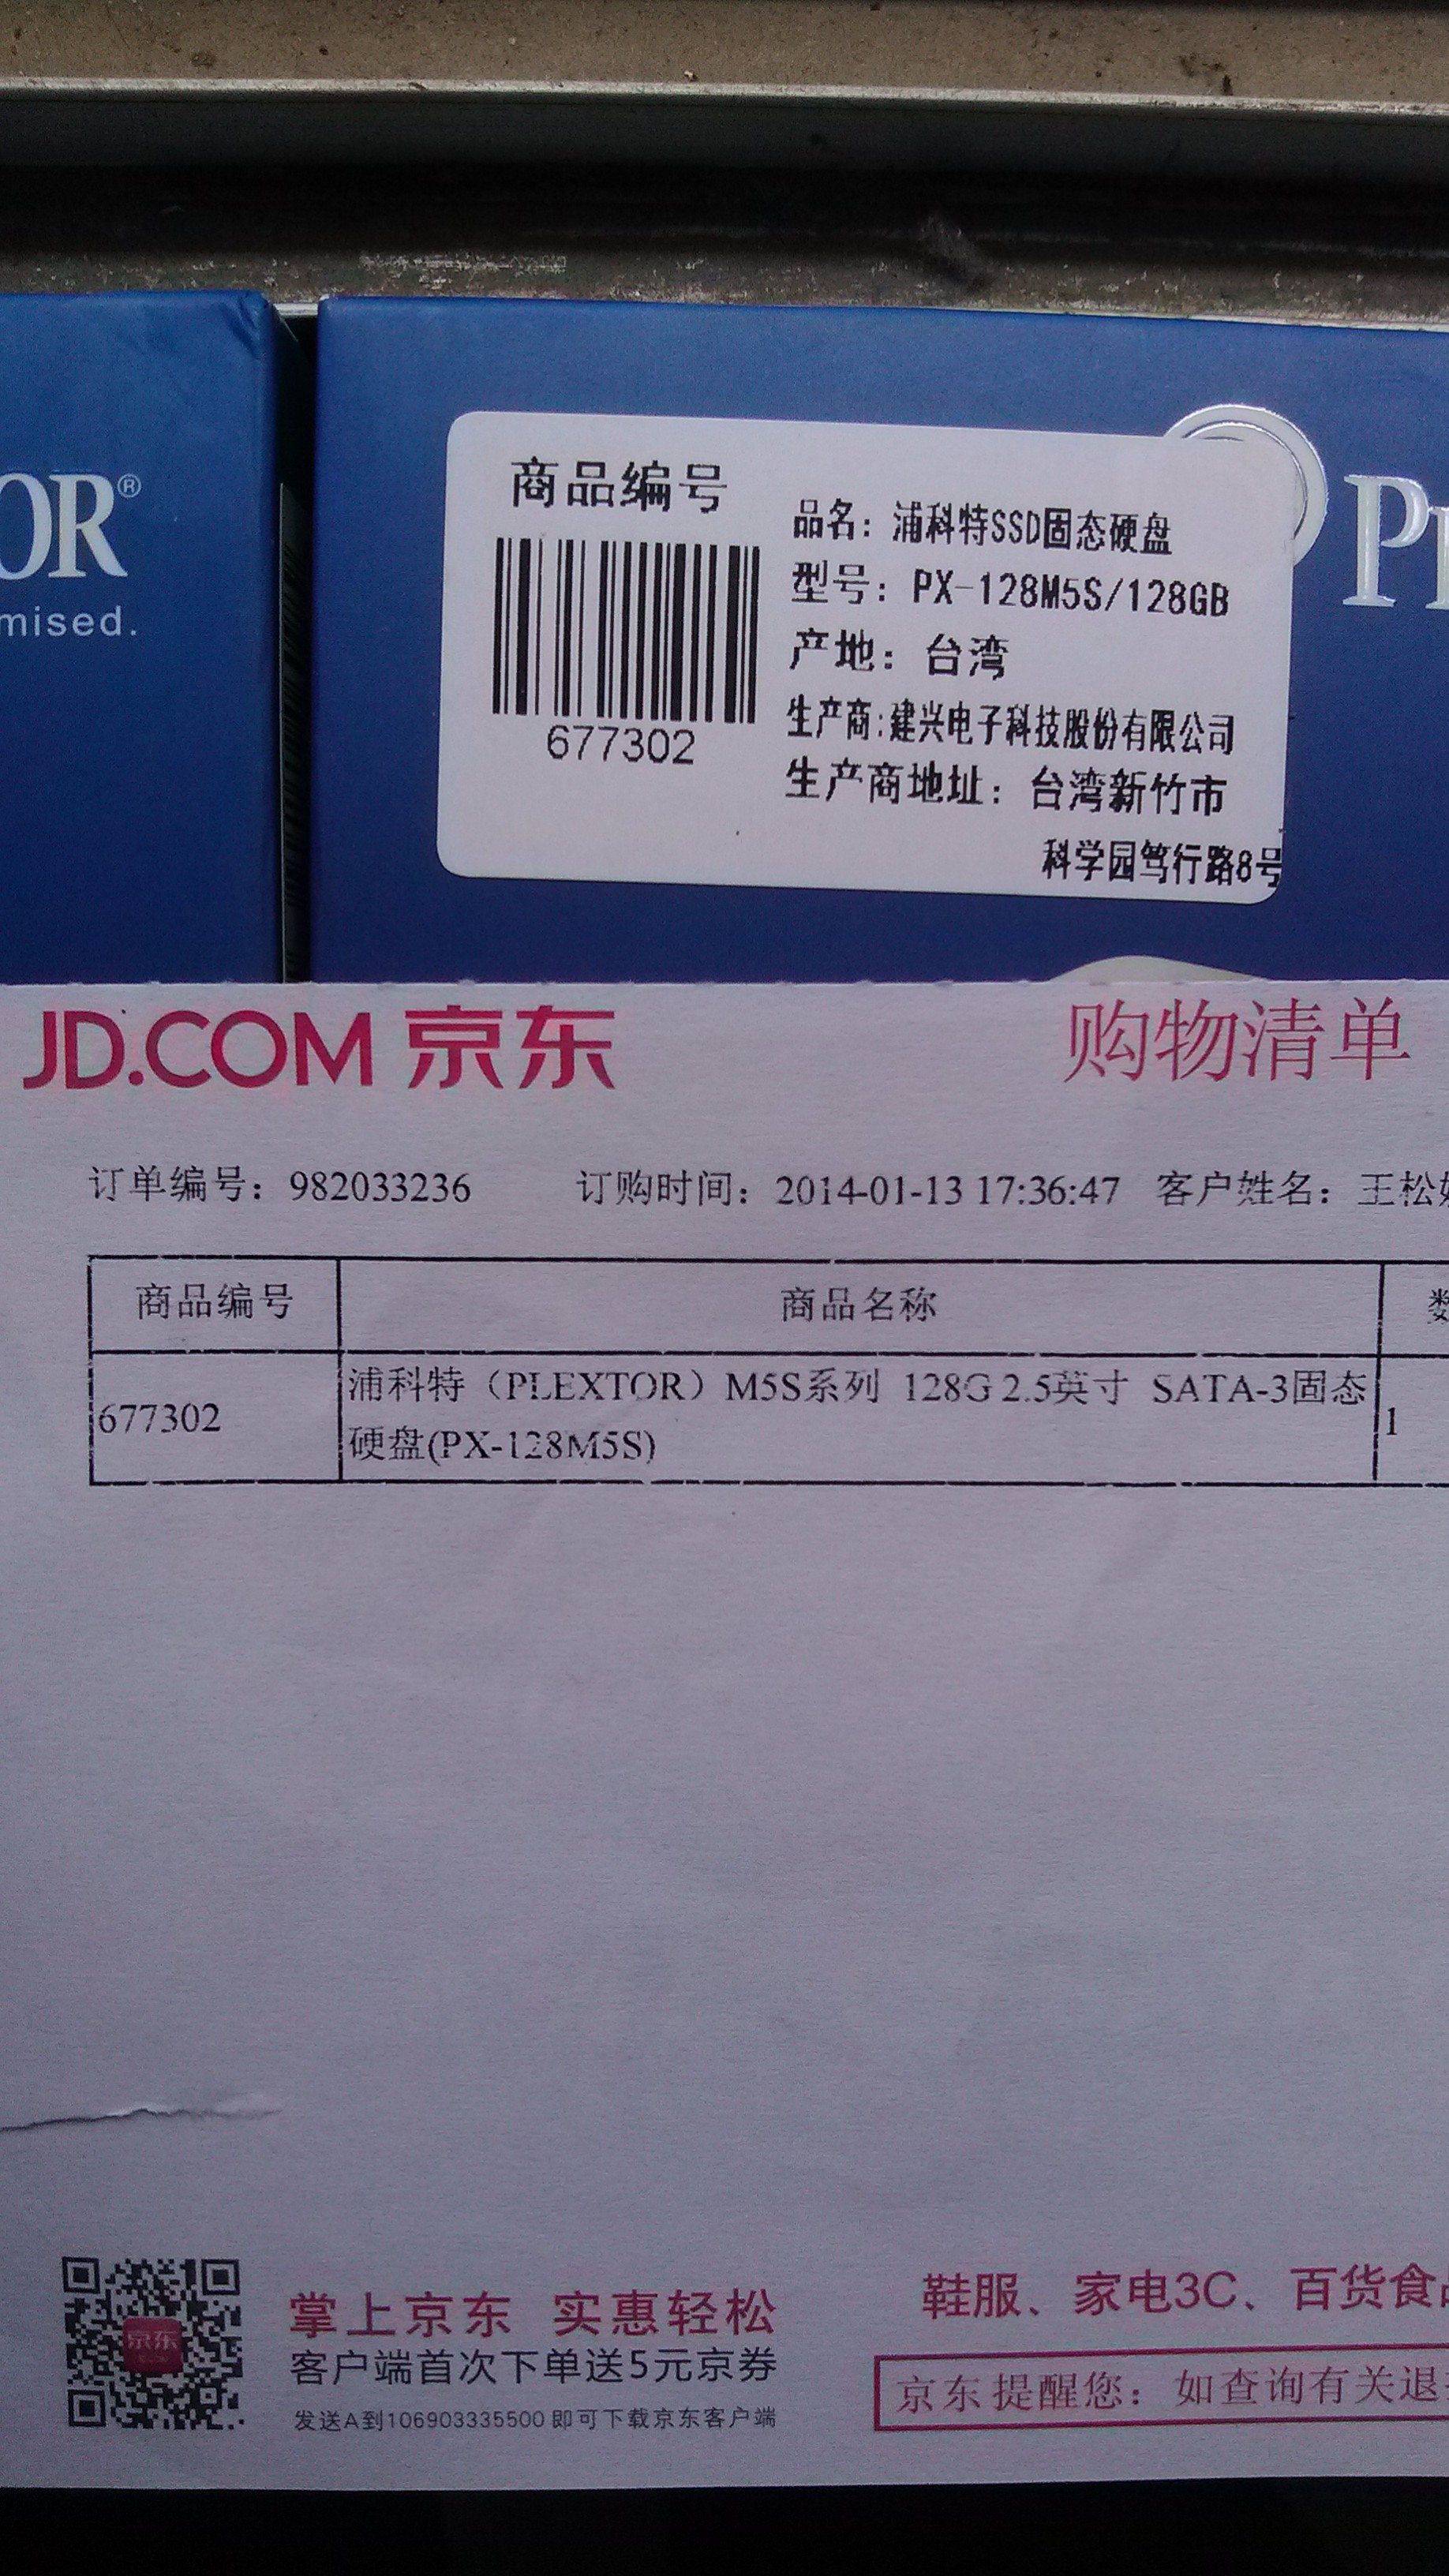 OR®
mised.
商品编号
677302
品名：浦科特SSD固态硬盘
型号：PX-128M5S/128GB
产地：台湾
生产商:建兴电子科技股份有限公司
生产商地址：台湾新竹市
科学园笃行路8号
JD.COM 京东
购物清单
订单编号：982033236 订购时间：2014-01-13 17:36:47 客户姓名：王松
商品编号 商品名称
677302 浦科特（PLEXTOR）M5S系列 128G 2.5英寸 SATA-3固态 1
硬盘(PX-128M5S)
京东
掌上京东 实惠轻松
客户端首次下单送5元京券
发送A到106903335500 即可下载京东客户端
鞋服、家电3C、百货食
京东提醒您：如查询有关退